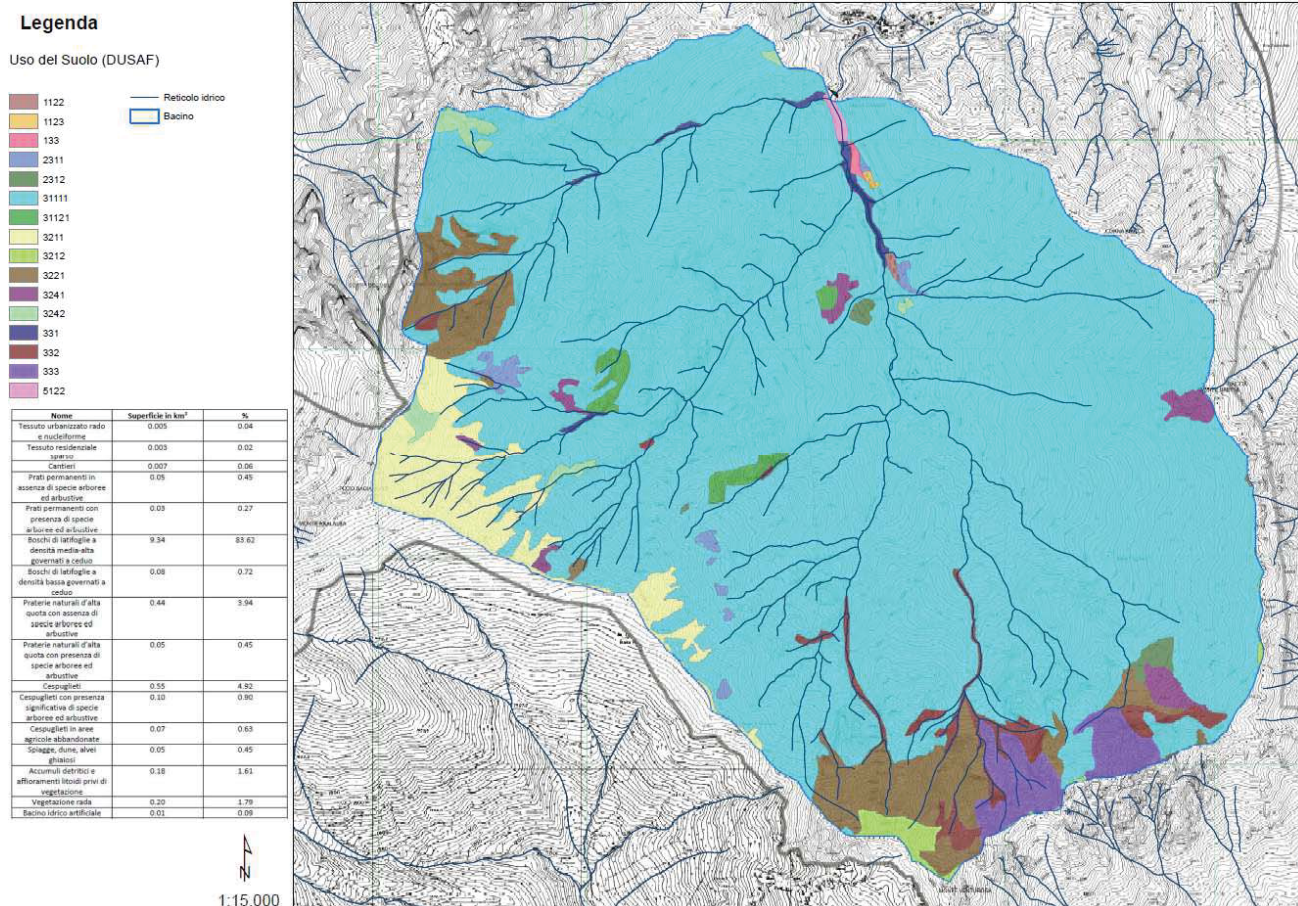 Legenda
Uso del Suolo (DUSAF)
1122
1123
133
2311
2312
31111
31121
3211
3212
3221
3241
3242
331
332
333
5122
Reticolo idrico
Bacino
Nome Superficie in km² %
Tessuto urbanizzato rado
e nucleiforme 0.005 0.04
Tessuto residenziale
sparso 0.003 0.02
Cantieri 0.007 0.06
Prati permanenti in
assenza di specie arboree
ed arbustive 0.05 0.45
Prati permanenti con
presenza di specie
arboree ed arbustive 0.03 0.27
Boschi di latifoglie a
densità media-alta
governati a ceduo 9.34 83.62
Boschi di latifoglie a
densità bassa governati a
ceduo 0.08 0.72
Praterie naturali d'alta
quota con assenza di
specie arboree ed
arbustive 0.44 3.94
Praterie naturali d'alta
quota con presenza di
specie arboree ed
arbustive 0.05 0.45
Cespuglieti 0.55 4.92
Cespuglieti con presenza
significativa di specie
arboree ed arbustive 0.10 0.90
Cespuglieti in aree
agricole abbandonate 0.07 0.63
Spiagge, dune, alvei
ghiaiosi 0.05 0.45
Accumuli detritici e
affioramenti litoidi privi di
vegetazione 0.18 1.61
Vegetazione rada 0.20 1.79
Bacino idrico artificiale 0.01 0.09
N
1:15.000